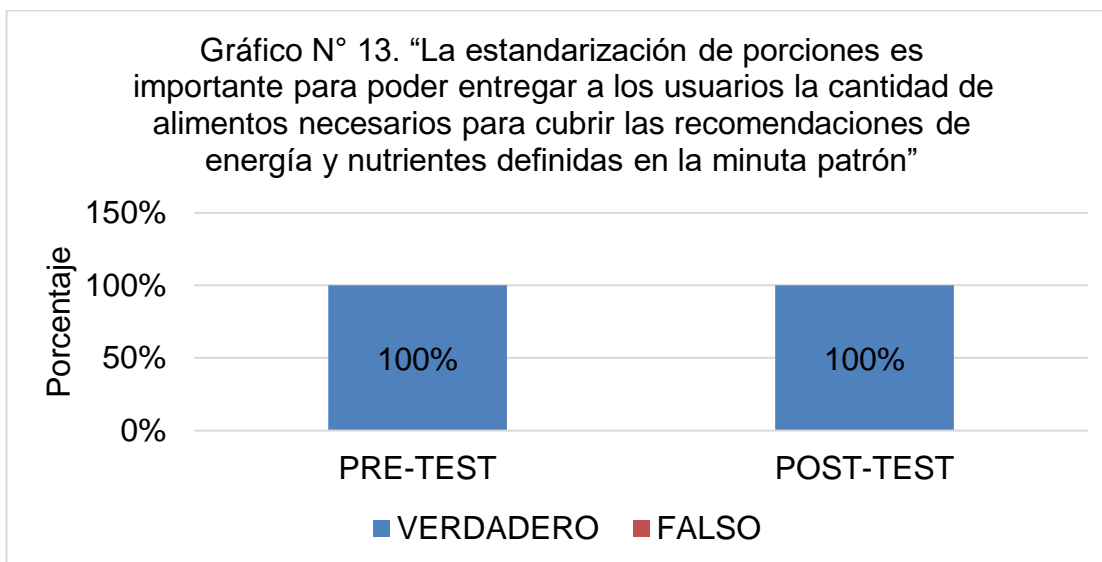 Gráfico N° 13. “La estandarización de porciones es
importante para poder entregar a los usuarios la cantidad de
alimentos necesarios para cubrir las recomendaciones de
energía y nutrientes definidas en la minuta patrón”
Porcentaje
150%
100%
50%
0%
100%
100%
PRE-TEST
POST-TEST
VERDADERO
FALSO